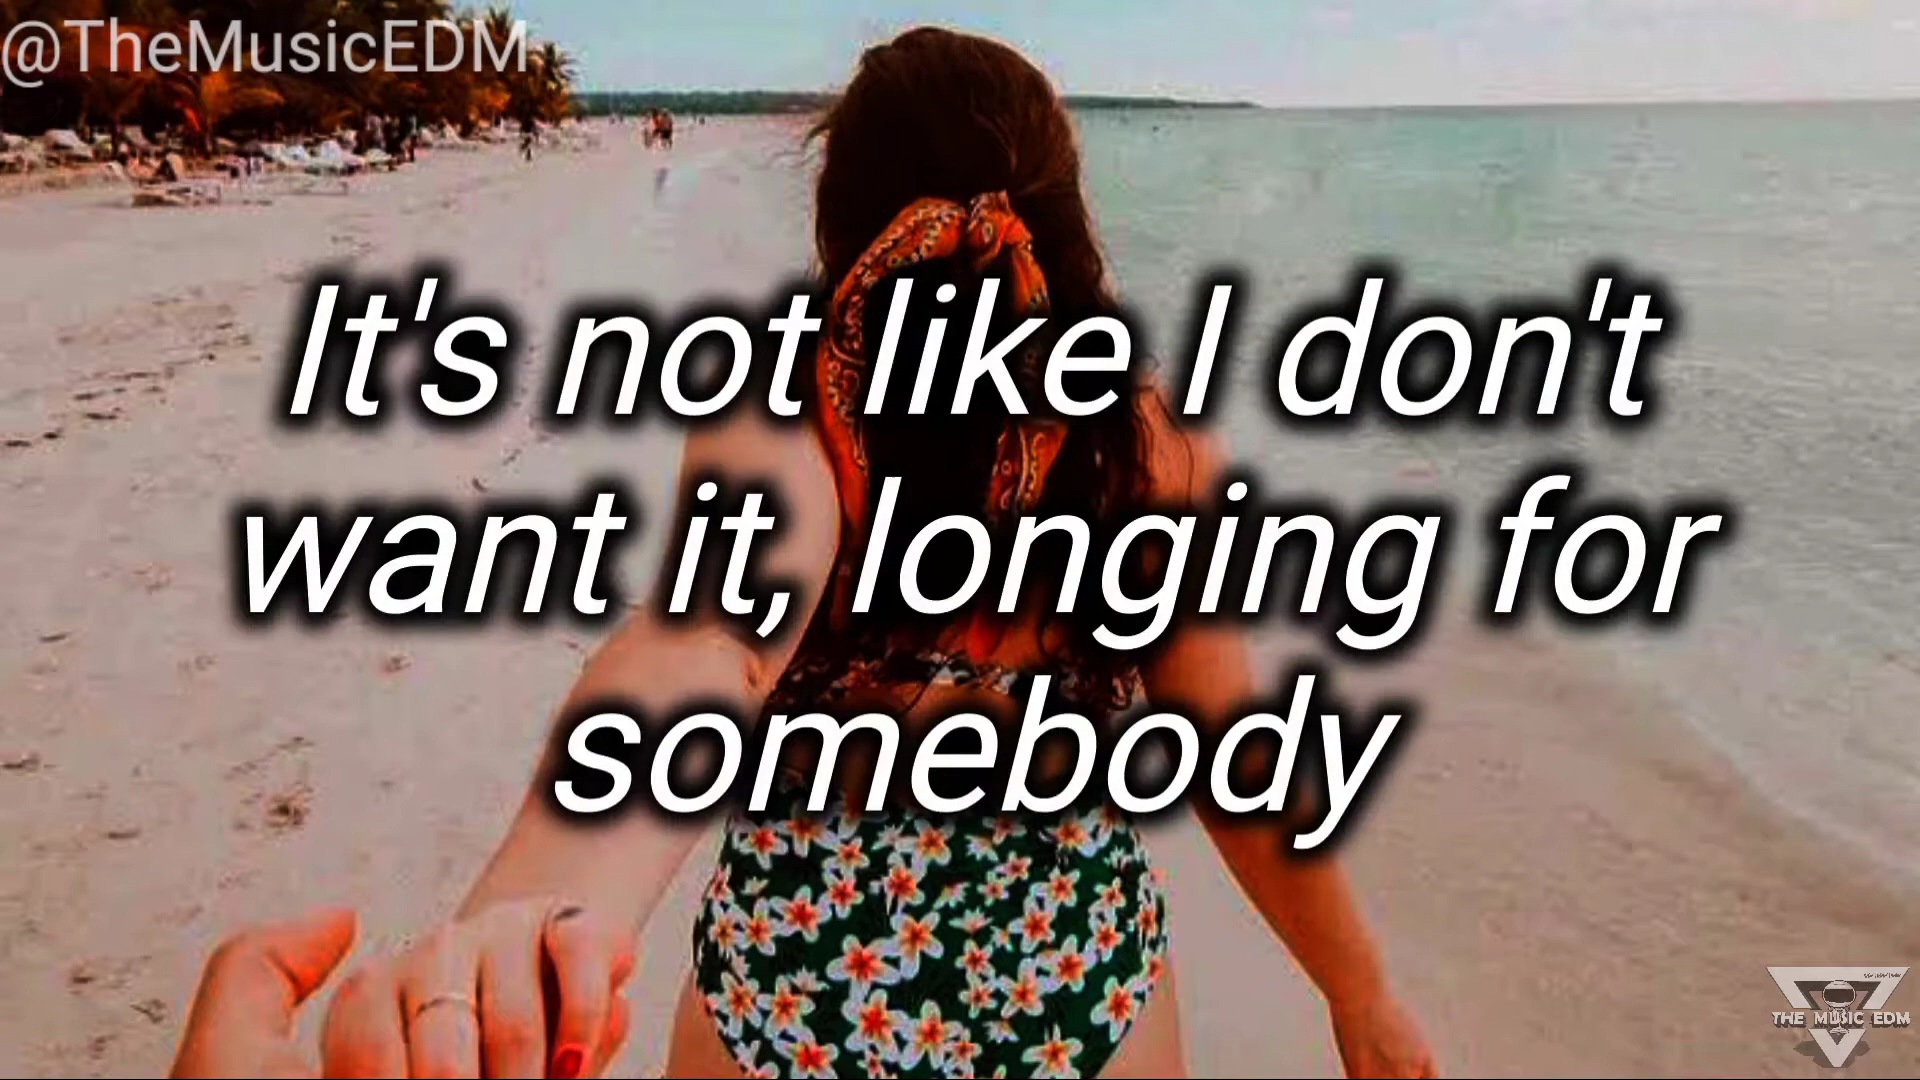 @TheMusicEDM
It's not like I don't
want it, longing for
somebody
THE MUSIC EDM